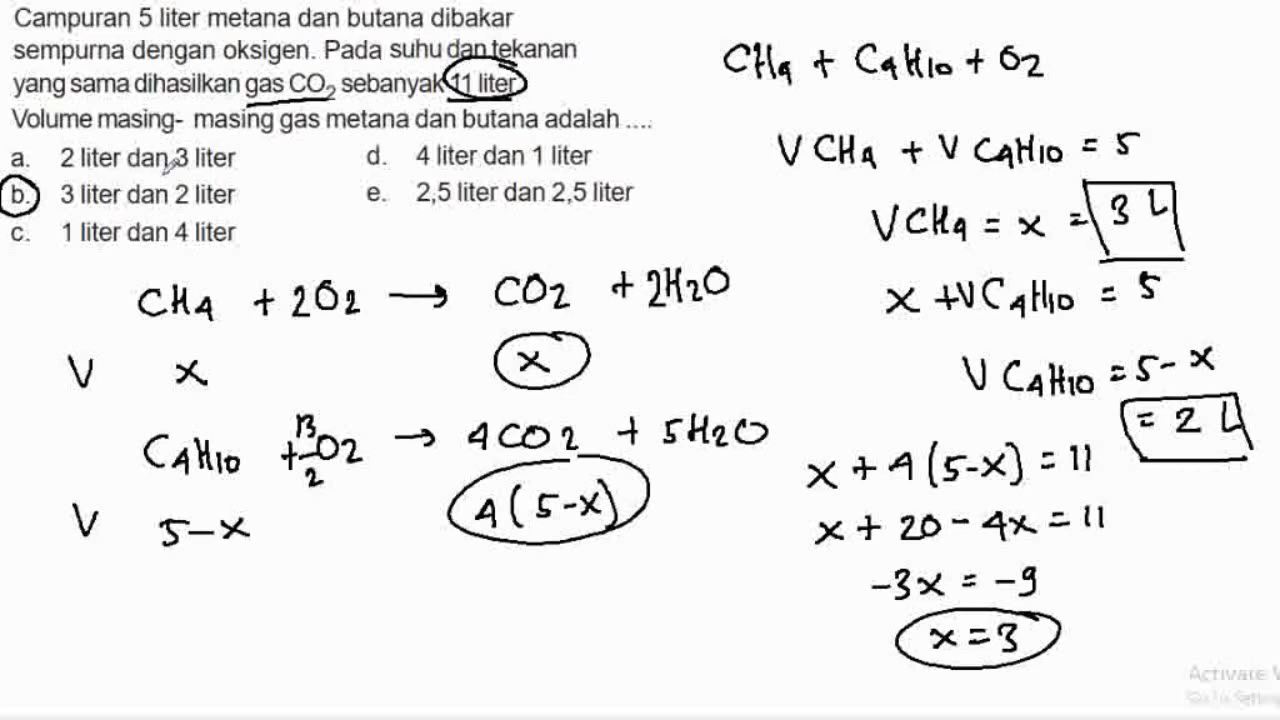 Campuran 5 liter metana dan butana dibakar
sempurna dengan oksigen. Pada suhu dan tekanan
yang sama dihasilkan gas CO₂ sebanyak 11 liter
Volume masing- masing gas metana dan butana adalah ....
a. 2 liter dan 3 liter
b. 3 liter dan 2 liter
c. 1 liter dan 4 liter
d. 4 liter dan 1 liter
e. 2,5 liter dan 2,5 liter
CH4 + 2O2 → CO2 + 2H2O
V x x
C4H10 + 13/2 O2 → 4CO2 + 5H2O
V 5-x 4(5-x)
CH4 + C4H10 + O2
V CH4 + V C4H10 = 5
V CH4 = x = 3 L
x + V C4H10 = 5
V C4H10 = 5-x
= 2 L
x + 4(5-x) = 11
x + 20 - 4x = 11
-3x = -9
x = 3
Activate